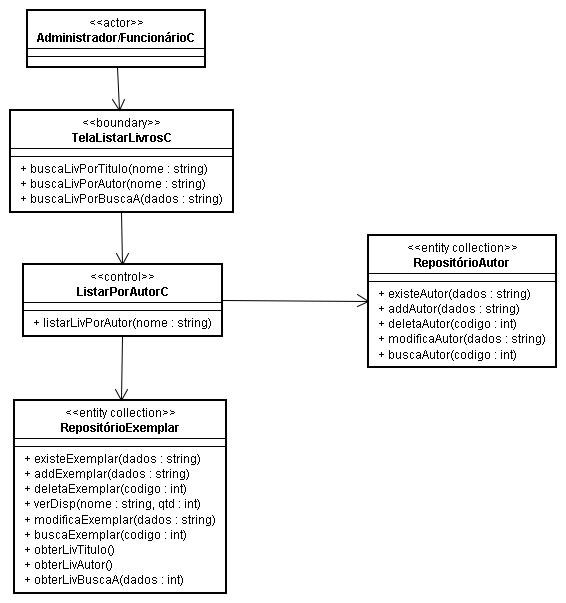 <<actor>>
Administrador/FuncionárioC
<<boundary>>
TelaListarLivrosC
+ buscaLivPorTitulo(nome : string)
+ buscaLivPorAutor(nome : string)
+ buscaLivPorBuscaA(dados : string)
<<control>>
ListarPorAutorC
+ listarLivPorAutor(nome : string)
<<entity collection>>
RepositórioAutor
+ existeAutor(dados : string)
+ addAutor(dados : string)
+ deletaAutor(codigo : int)
+ modificaAutor(dados : string)
+ buscaAutor(codigo : int)
<<entity collection>>
RepositórioExemplar
+ existeExemplar(dados : string)
+ addExemplar(dados : string)
+ deletaExemplar(codigo : int)
+ verDisp(nome : string, qtd : int)
+ modificaExemplar(dados : string)
+ buscaExemplar(codigo : int)
+ obterLivTitulo()
+ obterLivAutor()
+ obterLivBuscaA(dados : int)